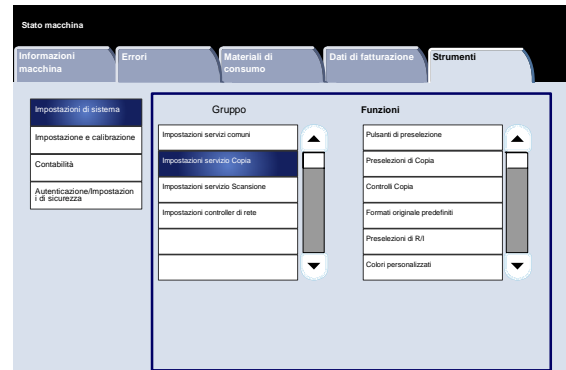 Stato macchina
Informazioni
macchina
Errori
Materiali di
consumo
Dati di fatturazione
Strumenti
Impostazioni di sistema
Impostazione e calibrazione
Contabilità
Autenticazione/Impostazion
i di sicurezza
Gruppo
Impostazioni servizi comuni
Impostazioni servizio Copia
Impostazioni servizio Scansione
Impostazioni controller di rete
Funzioni
Pulsanti di preselezione
Preselezioni di Copia
Controlli Copia
Formati originale predefiniti
Preselezioni di R/I
Colori personalizzati